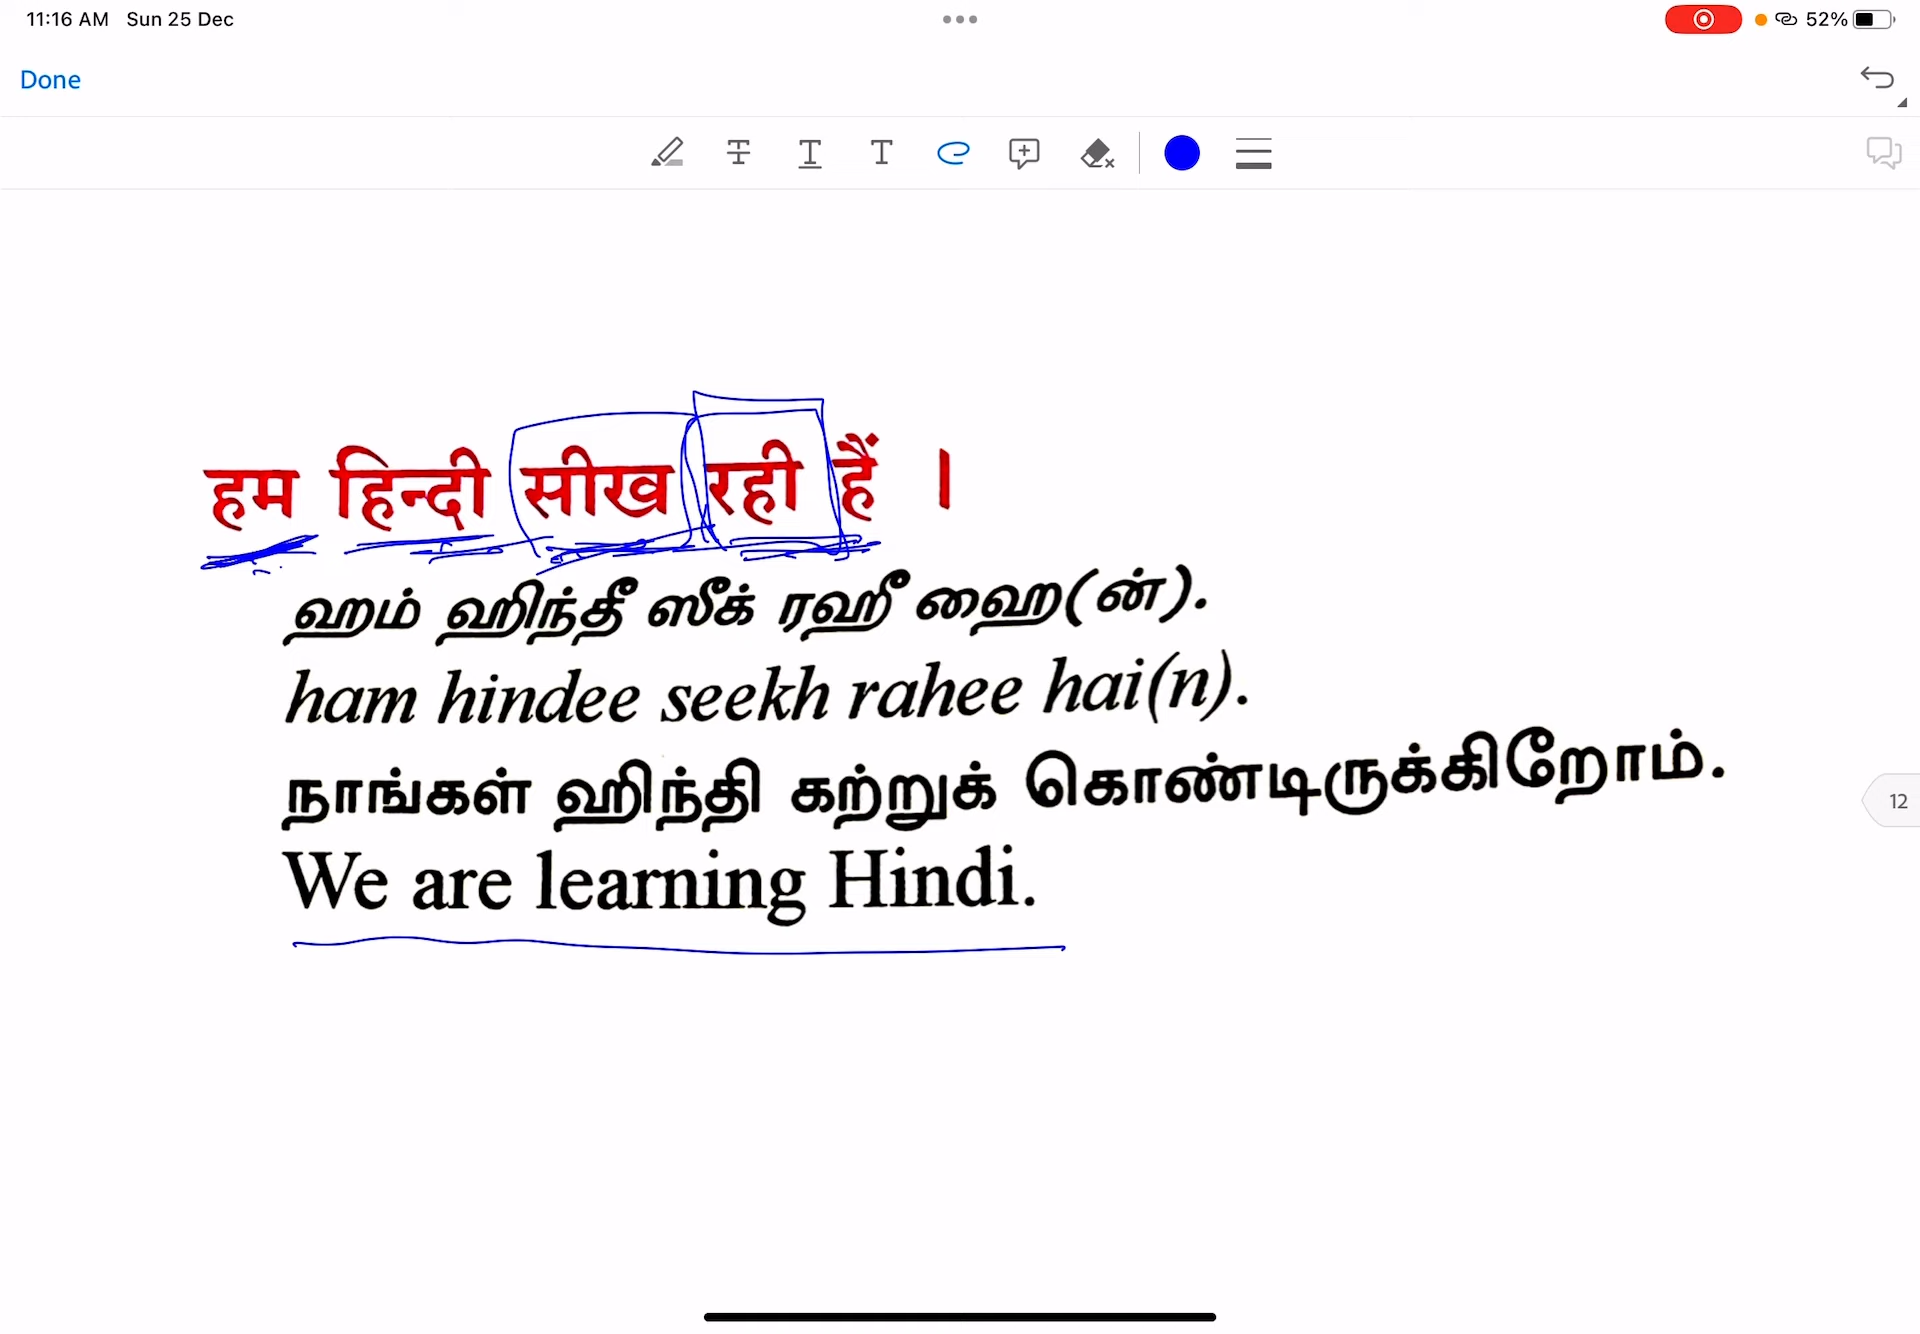 11:16 AM Sun 25 Dec
52%
Done
हम हिन्दी सीख रही हैं ।
ஹம் ஹிந்தீ ஸீக் ரஹீ ஹை(ன்).
ham hindee seekh rahee hai(n).
நாங்கள் ஹிந்தி கற்றுக் கொண்டிருக்கிறோம்.
12
We are learning Hindi.